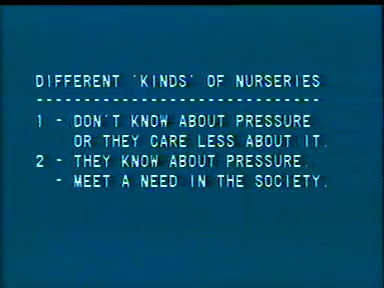 DIFFERENT 'KINDS' OF NURSERIES
------------------------------
1 - DON'T KNOW ABOUT PRESSURE
OR THEY CARE LESS ABOUT IT.
2 - THEY KNOW ABOUT PRESSURE.
- MEET A NEED IN THE SOCIETY.